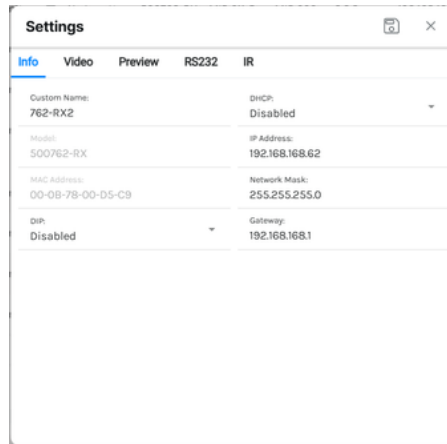 Settings
Info Video Preview RS232 IR
Custom Name:
762-RX2
DHCP:
Disabled
Model:
500762-RX
IP Address:
192.168.168.62
MAC Address:
00-0B-78-00-D5-C9
Network Mask:
255.255.255.0
DIP:
Disabled
Gateway:
192.168.168.1